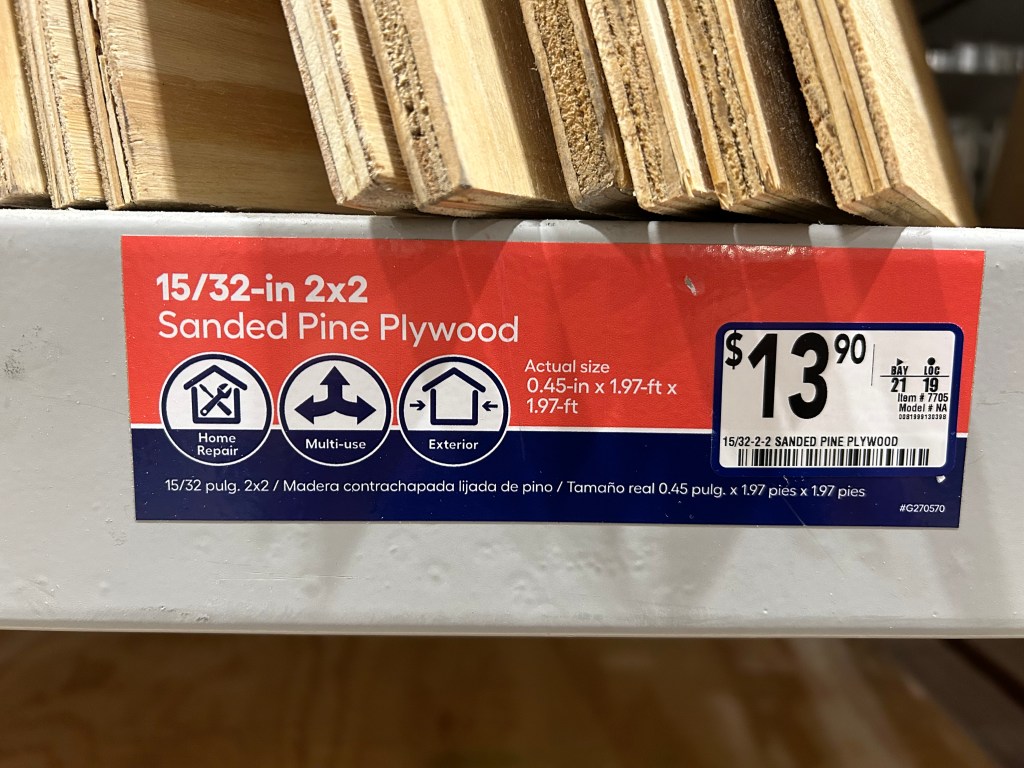 15/32-in 2x2
Sanded Pine Plywood
Home
Repair
Multi-use
Exterior
Actual size
0.45-in x 1.97-ft x
1.97-ft
$13.90
BAY LOC
21 19
Item # 7705
Model # NA
15/32-2-2 SANDED PINE PLYWOOD
15/32 pulg. 2x2 / Madera contrachapada lijada de pino / Tamaño real 0.45 pulg. x 1.97 pies x 1.97 pies
#G270570